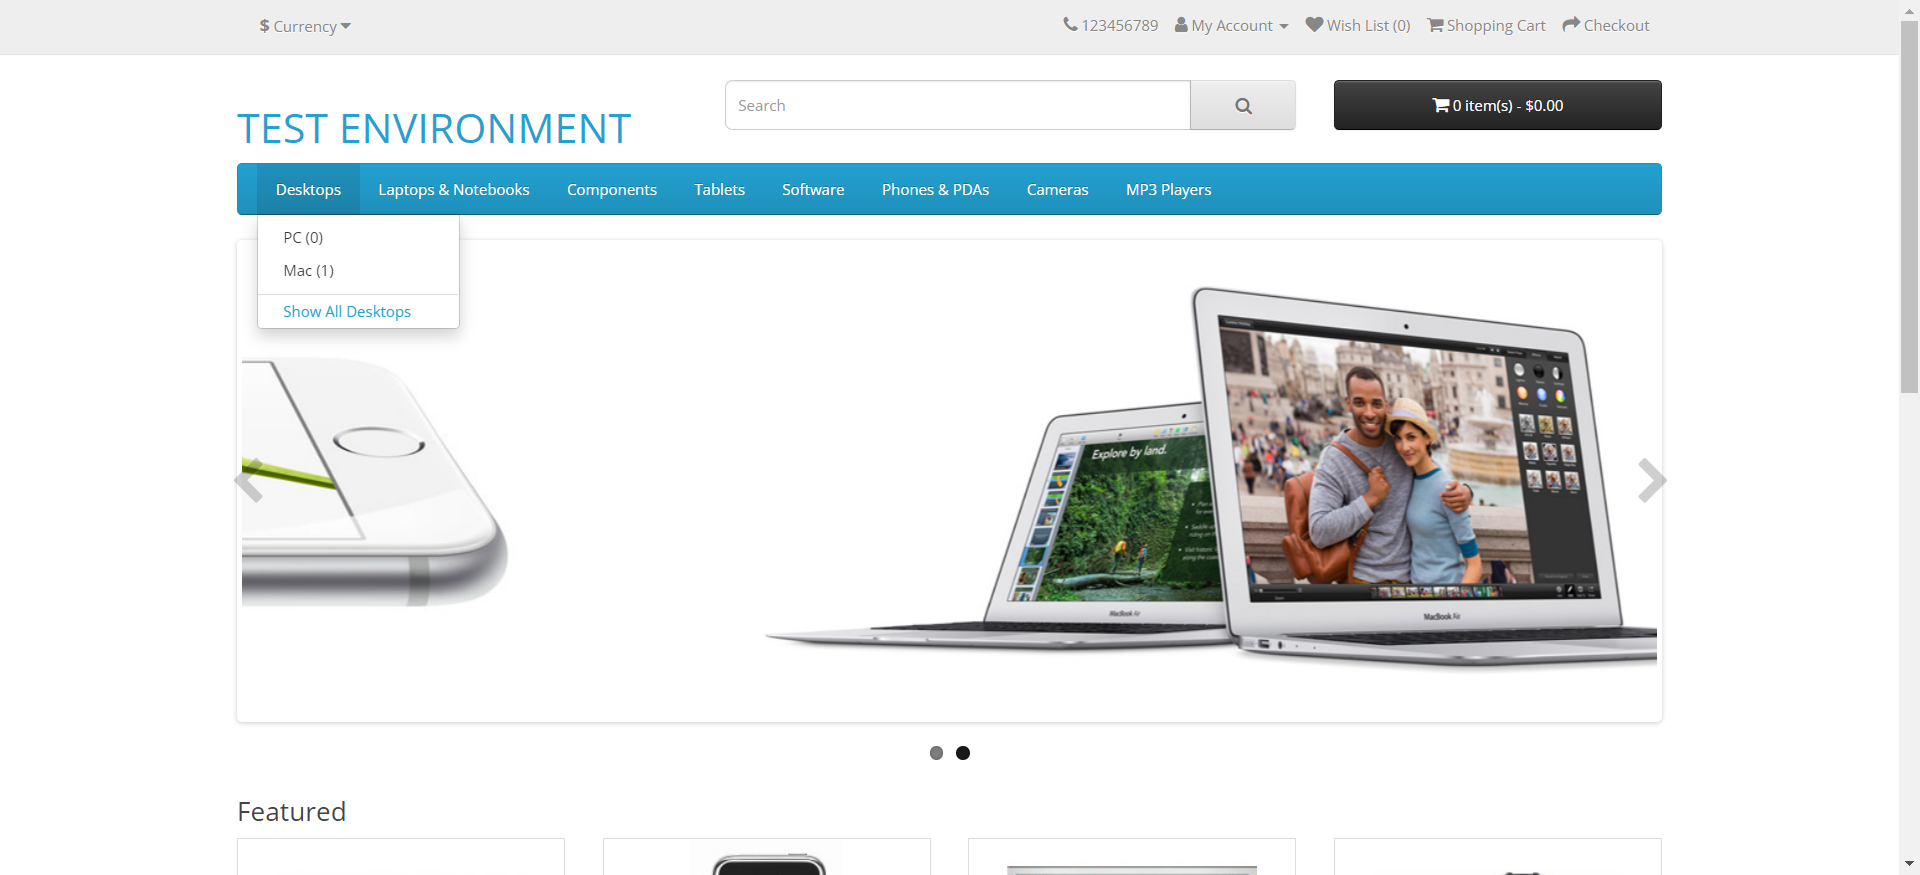 $ Currency
123456789 My Account Wish List (0) Shopping Cart Checkout
TEST ENVIRONMENT
Search
0 item(s) - $0.00
Desktops Laptops & Notebooks Components Tablets Software Phones & PDAs Cameras MP3 Players
PC (0)
Mac (1)
Show All Desktops
Explore by land.
MacBook Air
MacBook Air
Featured